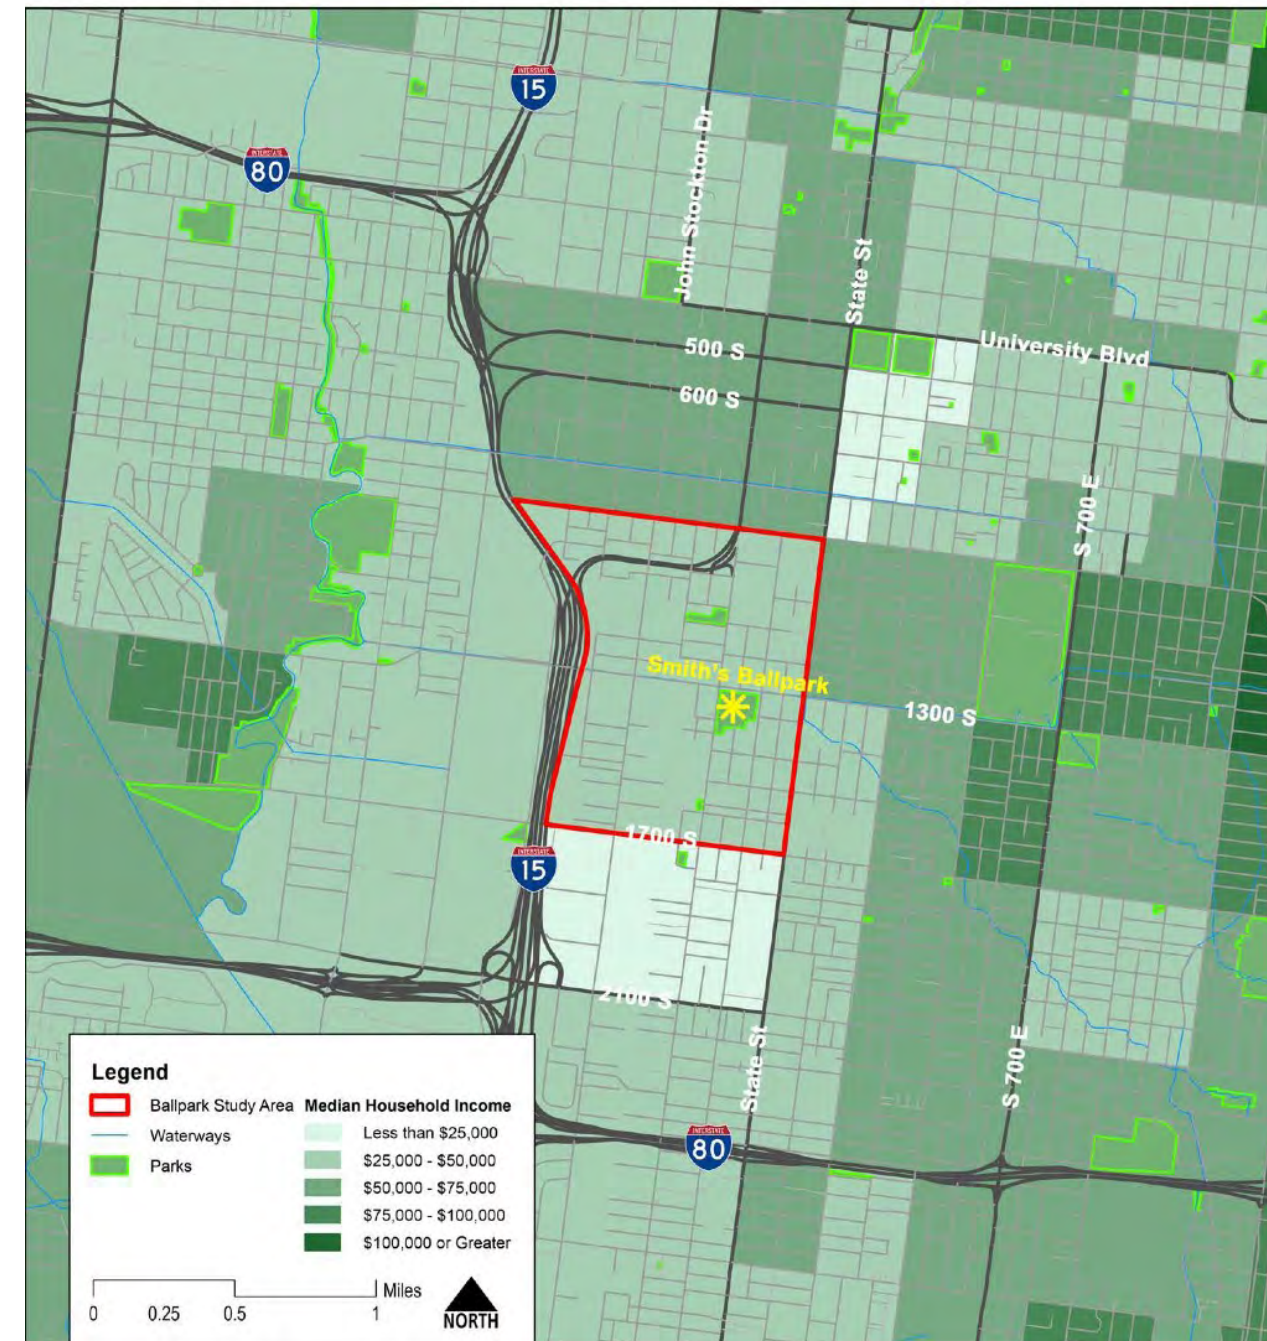 INTERSTATE
15
John Stockton Dr
INTERSTATE
80
State St
University Blvd
500 S
600 S
S 700 E
Smith's Ballpark
1300 S
1700 S
INTERSTATE
15
2100 S
State St
S 700 E
INTERSTATE
80
Legend
Ballpark Study Area
Waterways
Parks
Median Household Income
Less than $25,000
$25,000 - $50,000
$50,000 - $75,000
$75,000 - $100,000
$100,000 or Greater
Miles
0 0.25 0.5 1
NORTH